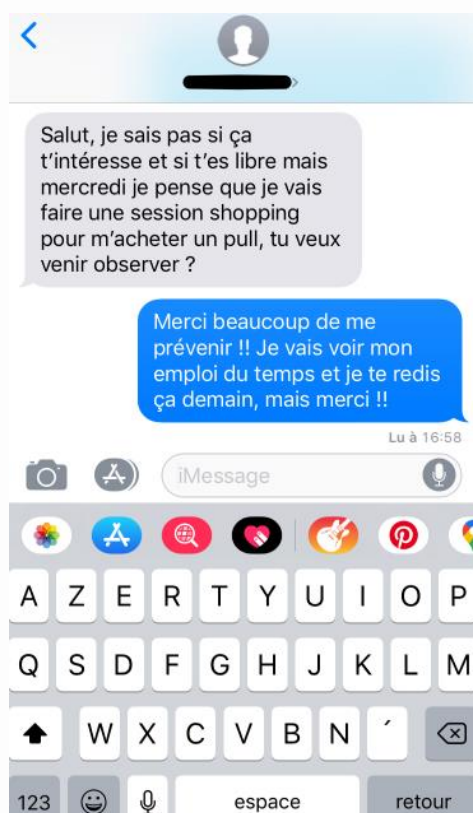 Salut, je sais pas si ça
t'intéresse et si t'es libre mais
mercredi je pense que je vais
faire une session shopping
pour m'acheter un pull, tu veux
venir observer ?
Merci beaucoup de me
prévenir !! Je vais voir mon
emploi du temps et je te redis
ça demain, mais merci !!
Lu à 16:58
iMessage
A Z E R T Y U I O P
Q S D F G H J K L M
W X C V B N ´
123 espace retour